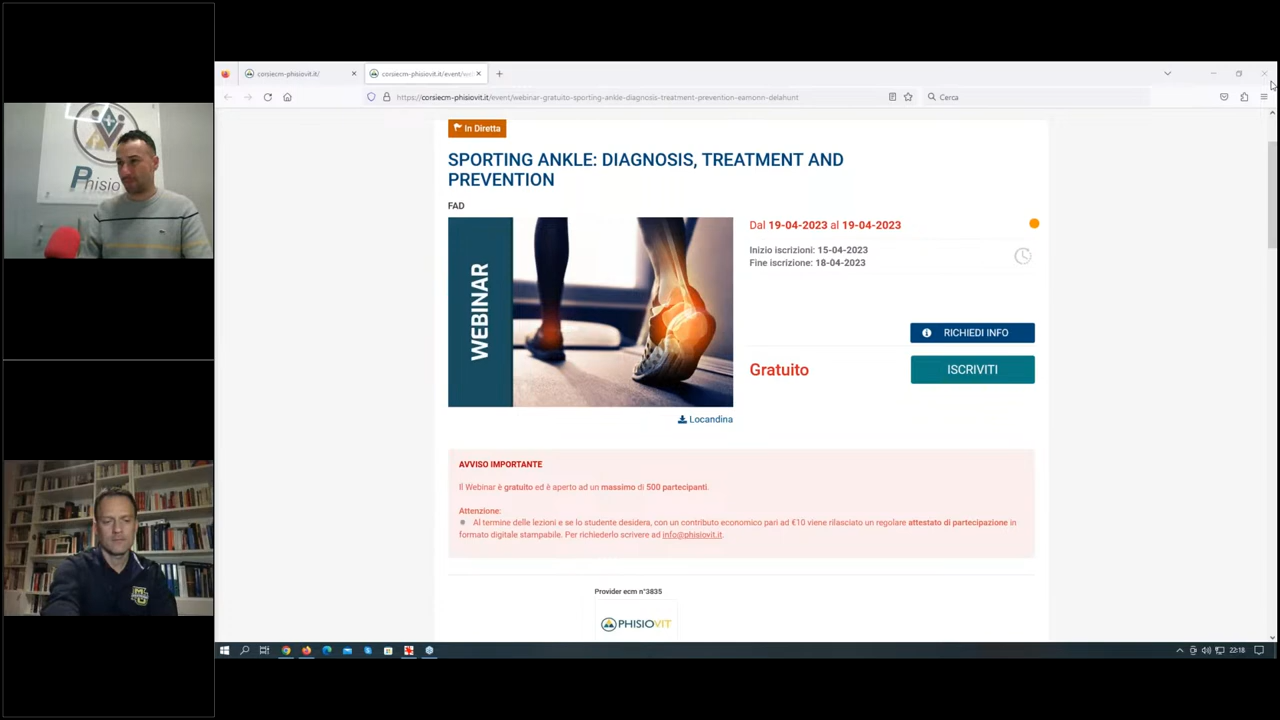 Phisio
corsiecm-phisiovit.it/
corsiecm-phisiovit.it/event/we
https://corsiecm-phisiovit.it/event/webinar-gratuito-sporting-ankle-diagnosis-treatment-prevention-eamonn-delahunt
Cerca
In Diretta
SPORTING ANKLE: DIAGNOSIS, TREATMENT AND
PREVENTION
FAD
WEBINAR
Dal 19-04-2023 al 19-04-2023
Inizio iscrizioni: 15-04-2023
Fine iscrizione: 18-04-2023
RICHIEDI INFO
Gratuito
ISCRIVITI
Locandina
AVVISO IMPORTANTE
Il Webinar è gratuito ed è aperto ad un massimo di 500 partecipanti.
Attenzione:
Al termine delle lezioni e se lo studente desidera, con un contributo economico pari ad €10 viene rilasciato un regolare attestato di partecipazione in
formato digitale stampabile. Per richiederlo scrivere ad info@phisiovit.it.
Provider ecm n°3835
PHISIOVIT
22:18